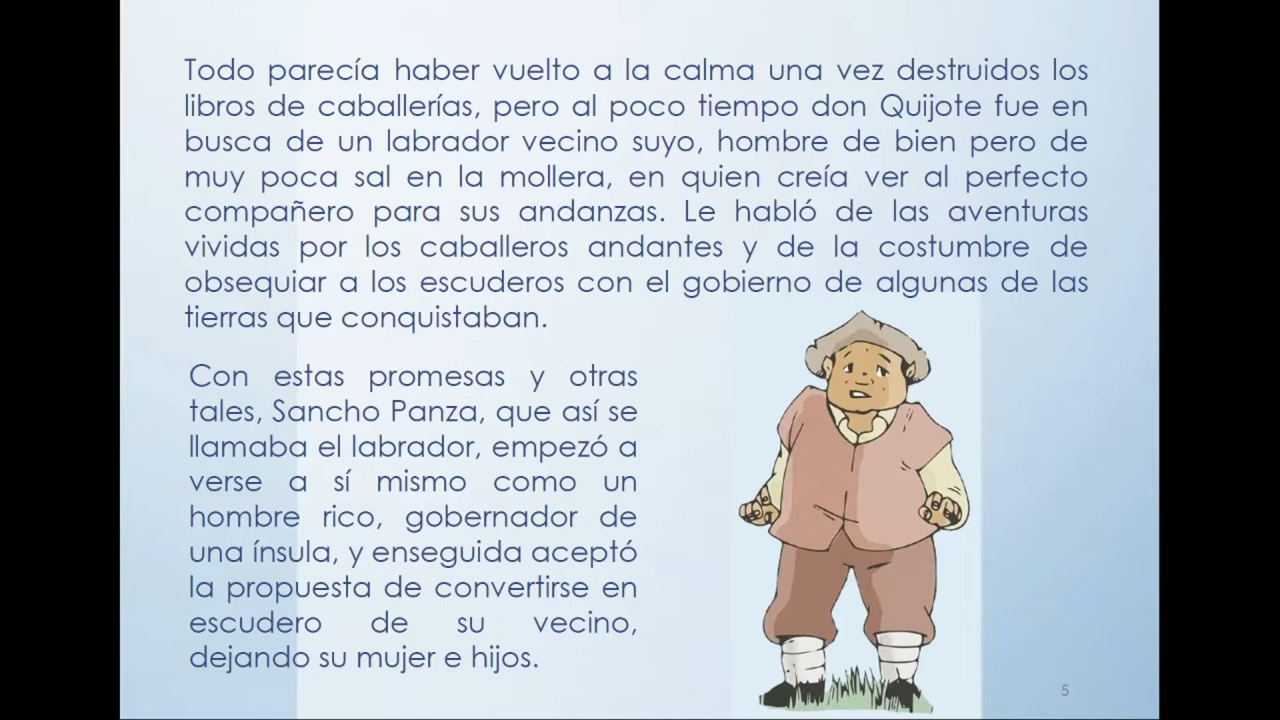 Todo parecía haber vuelto a la calma una vez destruidos los
libros de caballerías, pero al poco tiempo don Quijote fue en
busca de un labrador vecino suyo, hombre de bien pero de
muy poca sal en la mollera, en quien creía ver al perfecto
compañero para sus andanzas. Le habló de las aventuras
vividas por los caballeros andantes y de la costumbre de
obsequiar a los escuderos con el gobierno de algunas de las
tierras que conquistaban.
Con estas promesas y otras
tales, Sancho Panza, que así se
llamaba el labrador, empezó a
verse a sí mismo como un
hombre rico, gobernador de
una ínsula, y enseguida aceptó
la propuesta de convertirse en
escudero de su vecino,
dejando su mujer e hijos.
5